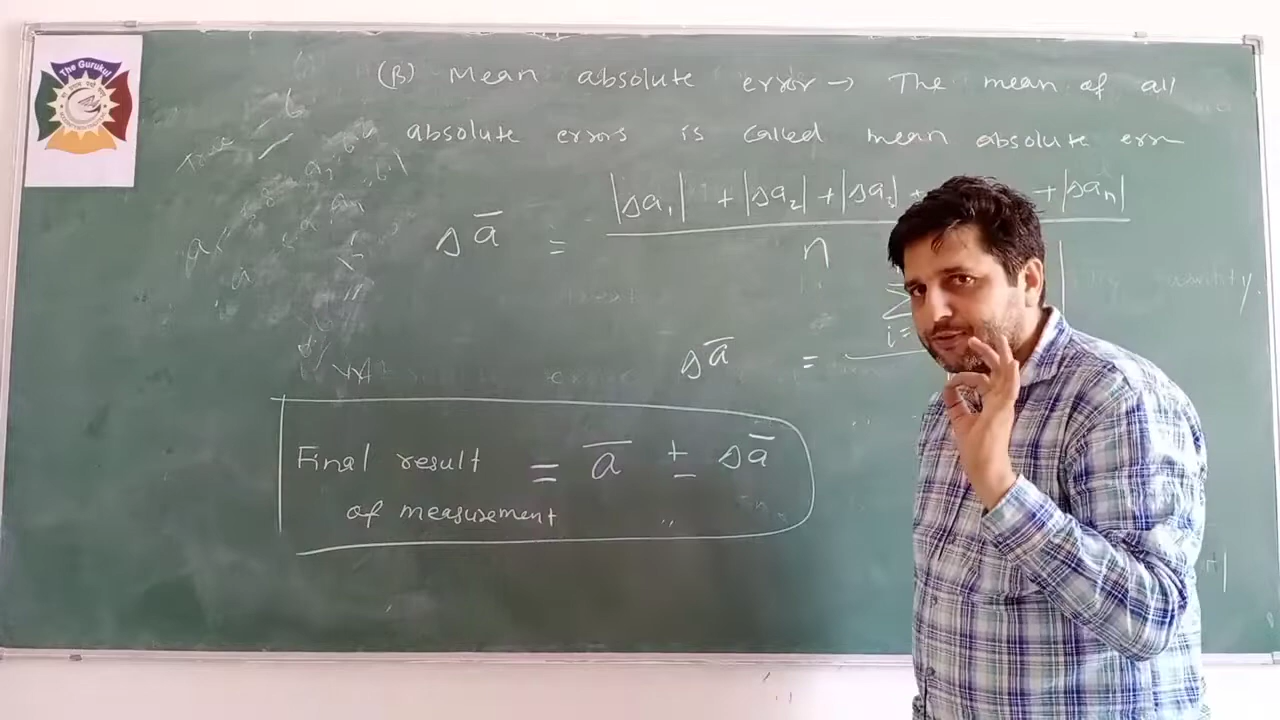 The Gurukul
(B) Mean absolute error → The mean of all
absolute errors is called mean absolute err
Δa̅ = |Δa₁| + |Δa₂| + |Δa₃| + + |Δaₙ|
n
Σ
i=
Δa̅ =
Final result = a̅ ± Δa̅
of measurement